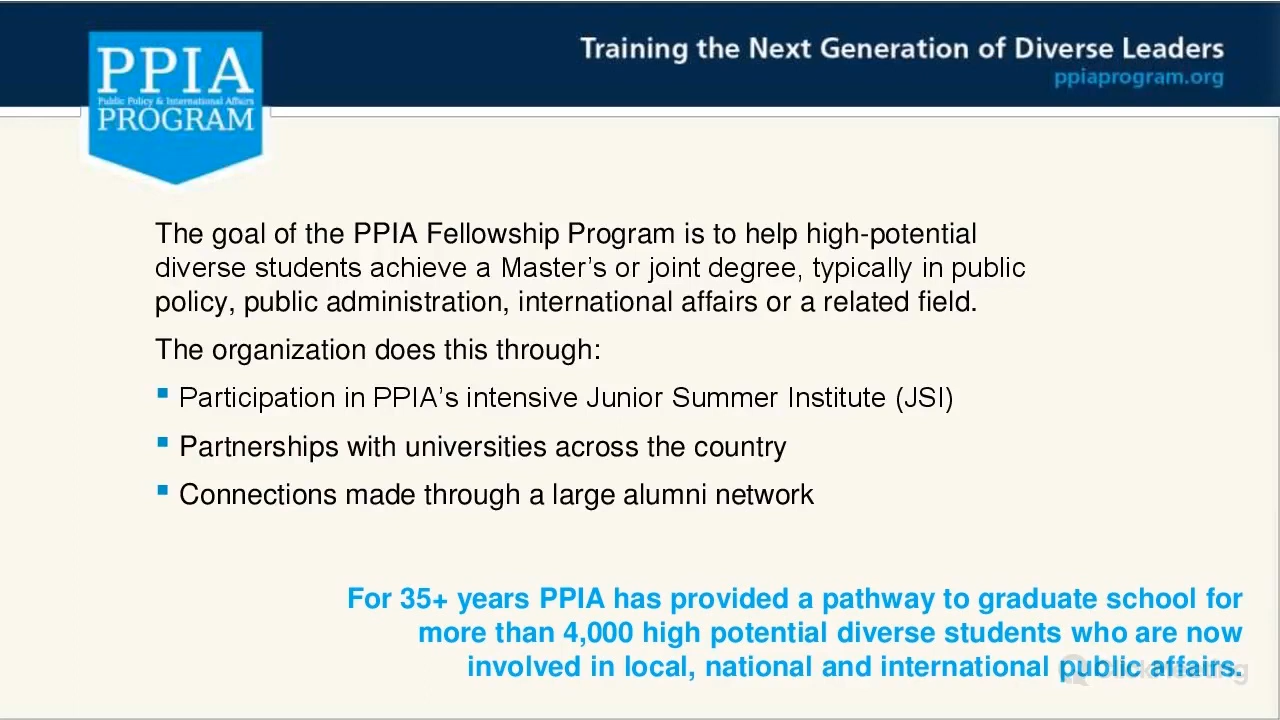 PPIA
Public Policy & International Affairs
PROGRAM
Training the Next Generation of Diverse Leaders
ppiaprogram.org
The goal of the PPIA Fellowship Program is to help high-potential
diverse students achieve a Master's or joint degree, typically in public
policy, public administration, international affairs or a related field.
The organization does this through:
▪ Participation in PPIA's intensive Junior Summer Institute (JSI)
▪ Partnerships with universities across the country
▪ Connections made through a large alumni network
For 35+ years PPIA has provided a pathway to graduate school for
more than 4,000 high potential diverse students who are now
involved in local, national and international public affairs.